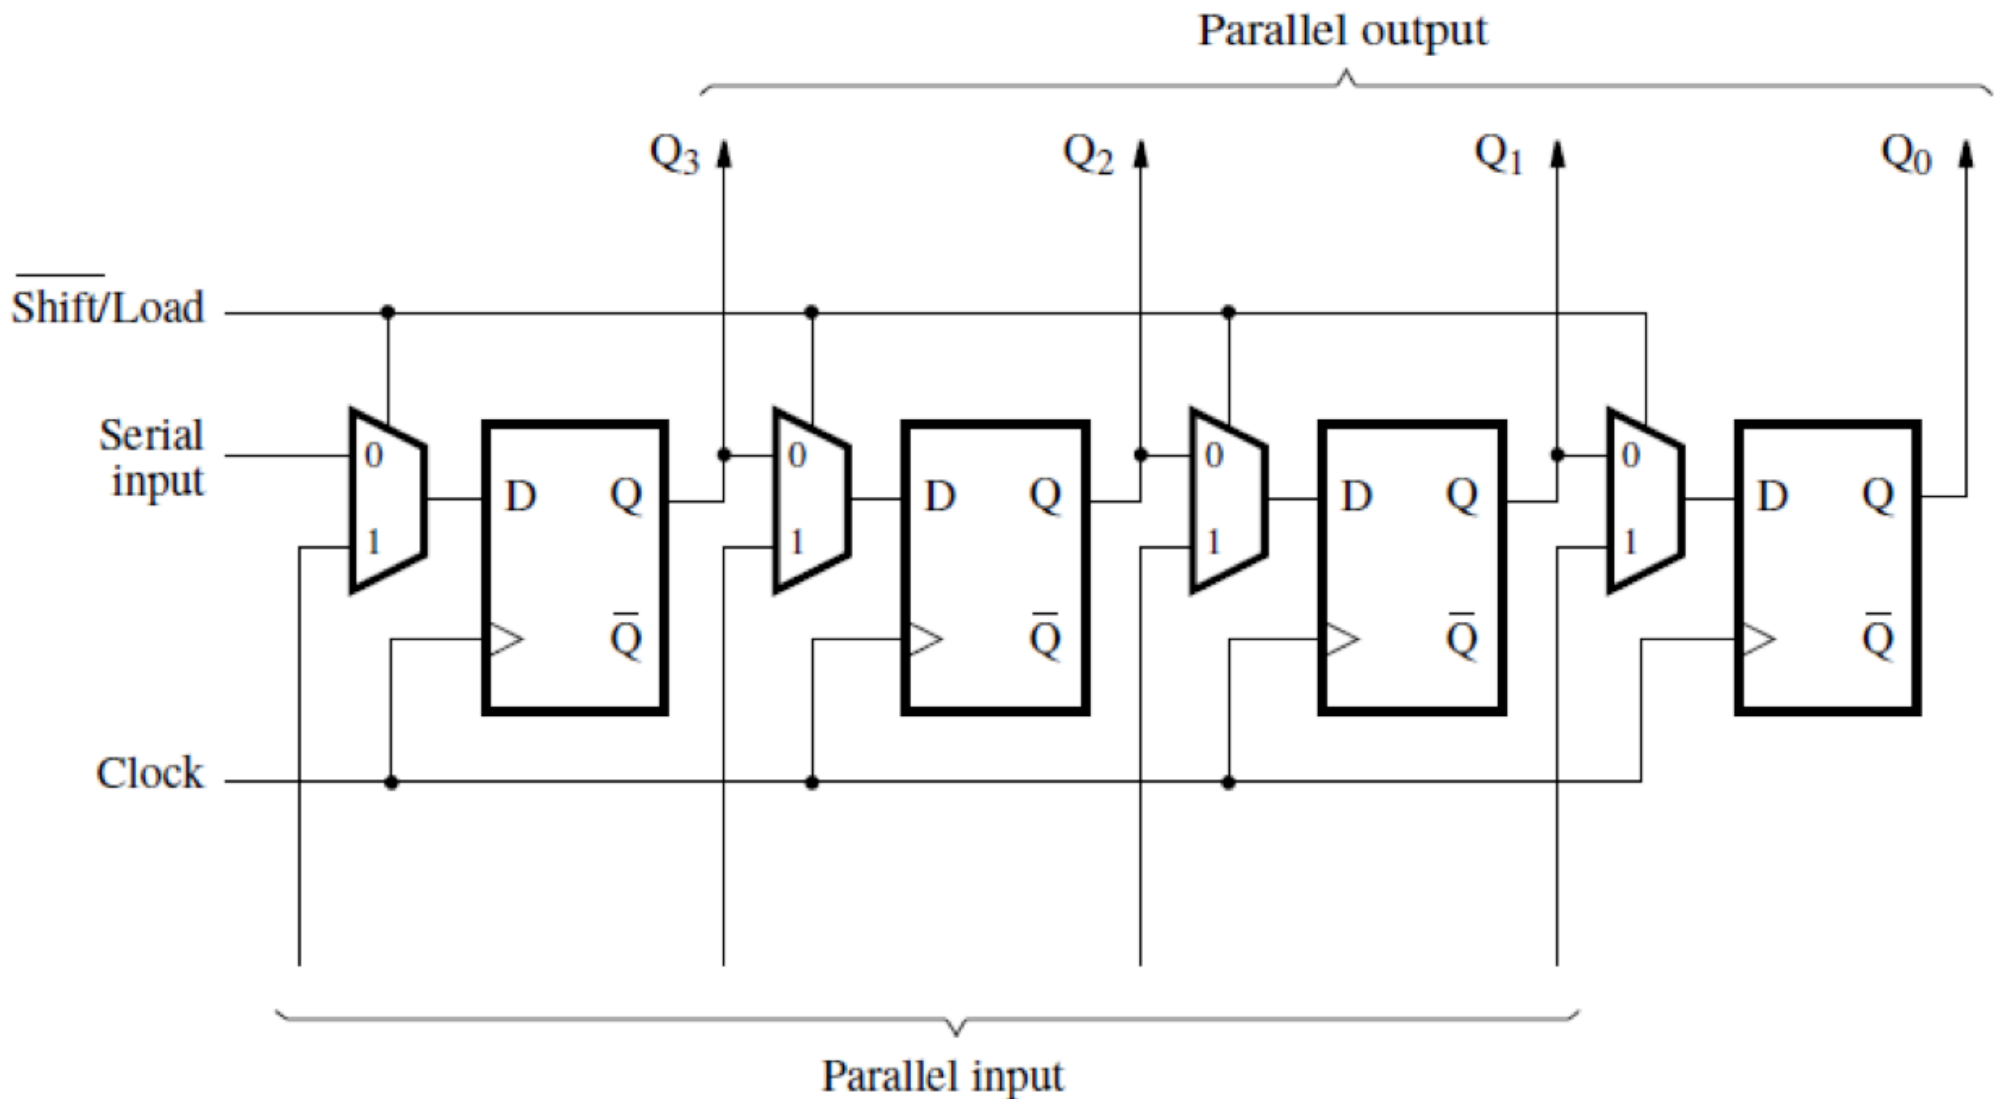 Parallel output
Q3 Q2 Q1 Q0
Shift/Load
Serial
input
0 0 0 0
D Q D Q D Q D Q
1 1 1 1
Q̅ Q̅ Q̅ Q̅
Clock
Parallel input